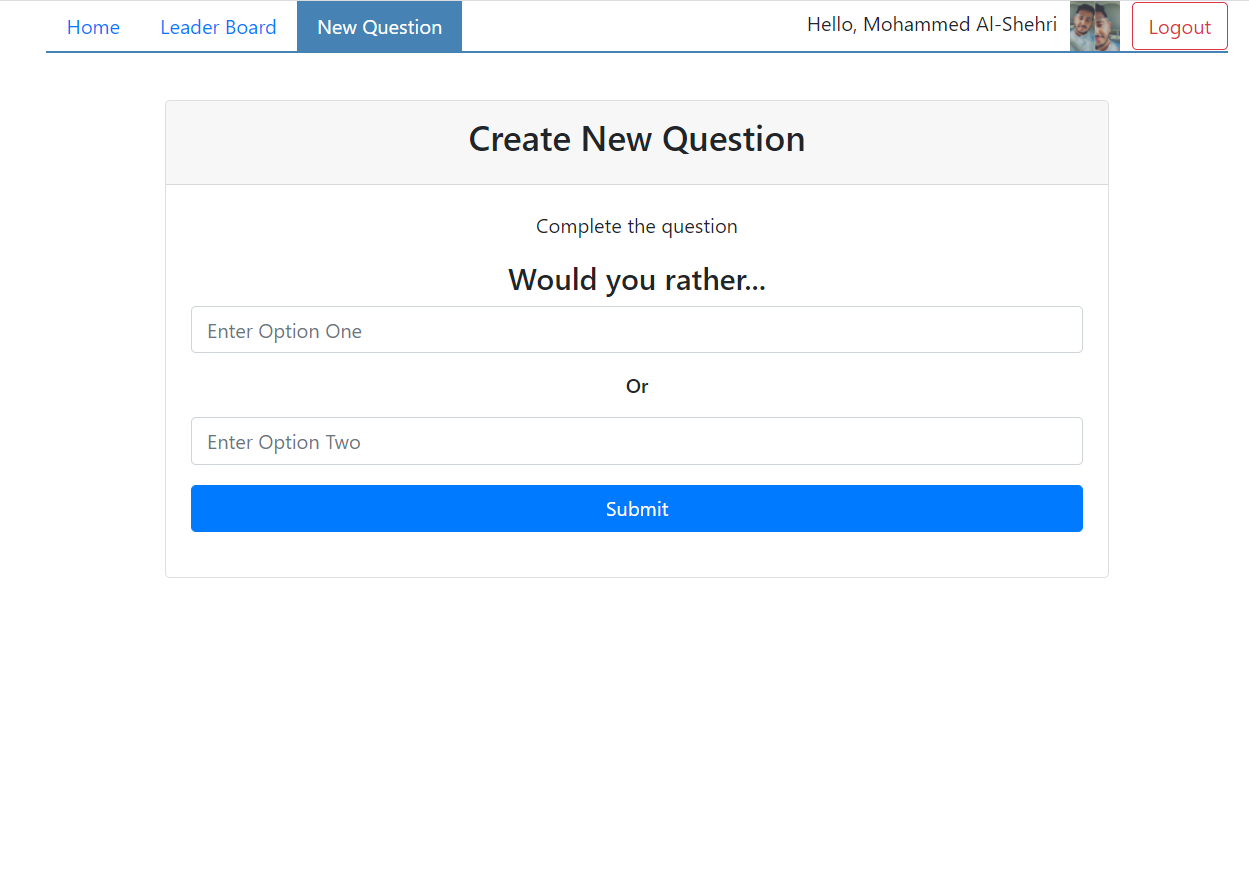 Home Leader Board New Question Hello, Mohammed Al-Shehri Logout
Create New Question
Complete the question
Would you rather...
Enter Option One
Or
Enter Option Two
Submit